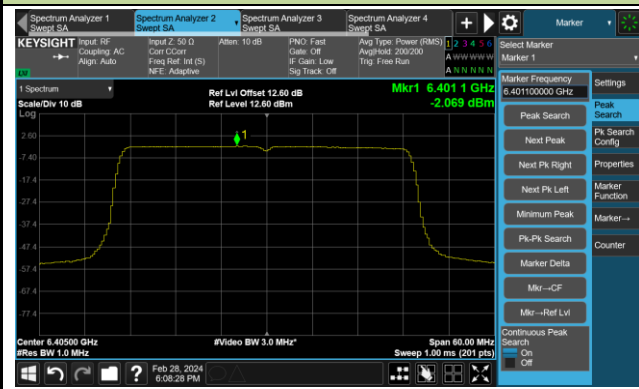 Spectrum Analyzer 1
Swept SA
Spectrum Analyzer 2
Swept SA
Spectrum Analyzer 3
Swept SA
Spectrum Analyzer 4
Swept SA
Marker
KEYSIGHT
Input: RF
Coupling: AC
Align: Auto
Input Z: 50 Ω
Corr CCorr
Freq Ref: Int (S)
NFE: Adaptive
Atten: 10 dB
PNO: Fast
Gate: Off
IF Gain: Low
Sig Track: Off
Avg Type: Power (RMS)
Avg|Hold: 200/200
Trig: Free Run
1 2 3 4 5 6
A W W W W W
A N N N N N
LXI
Select Marker
Marker 1
1 Spectrum
Scale/Div 10 dB
Log
Ref Lvl Offset 12.60 dB
Ref Level 12.60 dBm
Mkr1 6.401 1 GHz
-2.069 dBm
1
2.60
-7.40
-17.4
-27.4
-37.4
-47.4
-57.4
-67.4
-77.4
Center 6.40500 GHz
#Res BW 1.0 MHz
#Video BW 3.0 MHz*
Span 60.00 MHz
Sweep 1.00 ms (201 pts)
Marker Frequency
6.401100000 GHz
Peak Search
Next Peak
Next Pk Right
Next Pk Left
Minimum Peak
Pk-Pk Search
Marker Delta
Mkr→CF
Mkr→Ref Lvl
Continuous Peak
Search
On
Off
Settings
Peak
Search
Pk Search
Config
Properties
Marker
Function
Marker→
Counter
?
Feb 28, 2024
6:08:28 PM